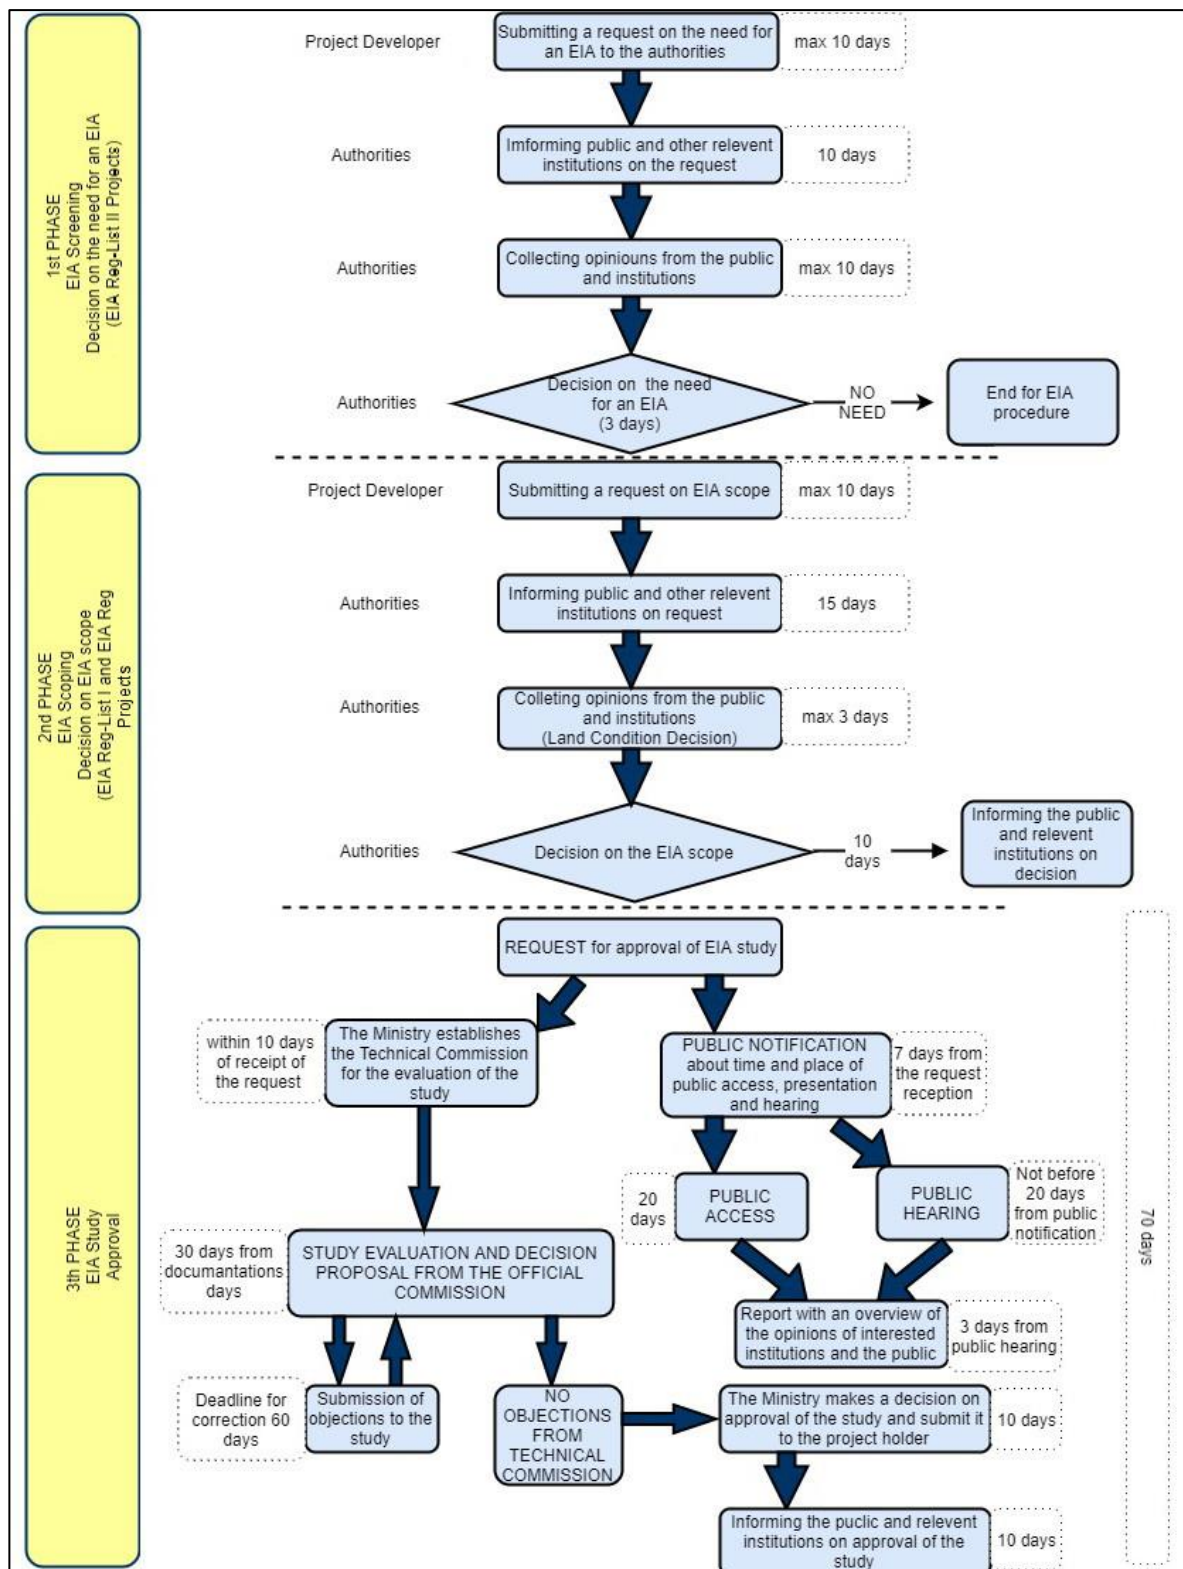 1st PHASE
EIA Screening
Decision on the need for an EIA
(EIA Reg-List II Projects)
Project Developer
Submitting a request on the need for
an EIA to the authorities
max 10 days
Authorities
Imforming public and other relevent
institutions on the request
10 days
Authorities
Collecting opiniouns from the public
and institutions
max 10 days
Authorities
Decision on the need
for an EIA
(3 days)
NO
NEED
End for EIA
procedure
2nd PHASE
EIA Scoping
Decision on EIA scope
(EIA Reg-List I and EIA Reg
Projects
Project Developer
Submitting a request on EIA scope
max 10 days
Authorities
Informing public and other relevent
institutions on request
15 days
Authorities
Colleting opinions from the public
and institutions
(Land Condition Decision)
max 3 days
Authorities
Decision on the EIA scope
10
days
Informing the public
and relevent
institutions on
decision
3th PHASE
EIA Study
Approval
REQUEST for approval of EIA study
within 10 days
of receipt of
the request
The Ministry establishes
the Technical Commission
for the evaluation of the
study
PUBLIC NOTIFICATION
about time and place of
public access, presentation
and hearing
7 days from
the request
reception
20
days
PUBLIC
ACCESS
PUBLIC
HEARING
Not before
20 days
from public
notification
70 days
30 days from
documantations
days
STUDY EVALUATION AND DECISION
PROPOSAL FROM THE OFFICIAL
COMMISSION
Report with an overview of
the opinions of interested
institutions and the public
3 days from
public hearing
Deadline for
correction 60
days
Submission of
objections to the
study
NO
OBJECTIONS
FROM
TECHNICAL
COMMISSION
The Ministry makes a decision on
approval of the study and submit it
to the project holder
10 days
Informing the puclic and relevent
institutions on approval of the
study
10 days